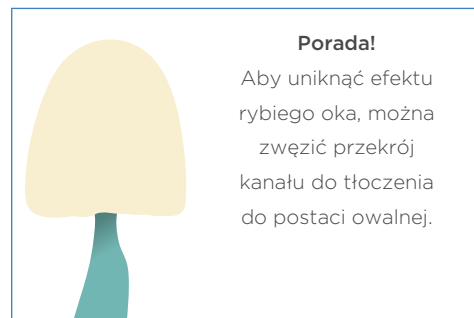 Porada!
Aby uniknąć efektu
rybiego oka, można
zwęzić przekrój
kanału do tłoczenia
do postaci owalnej.